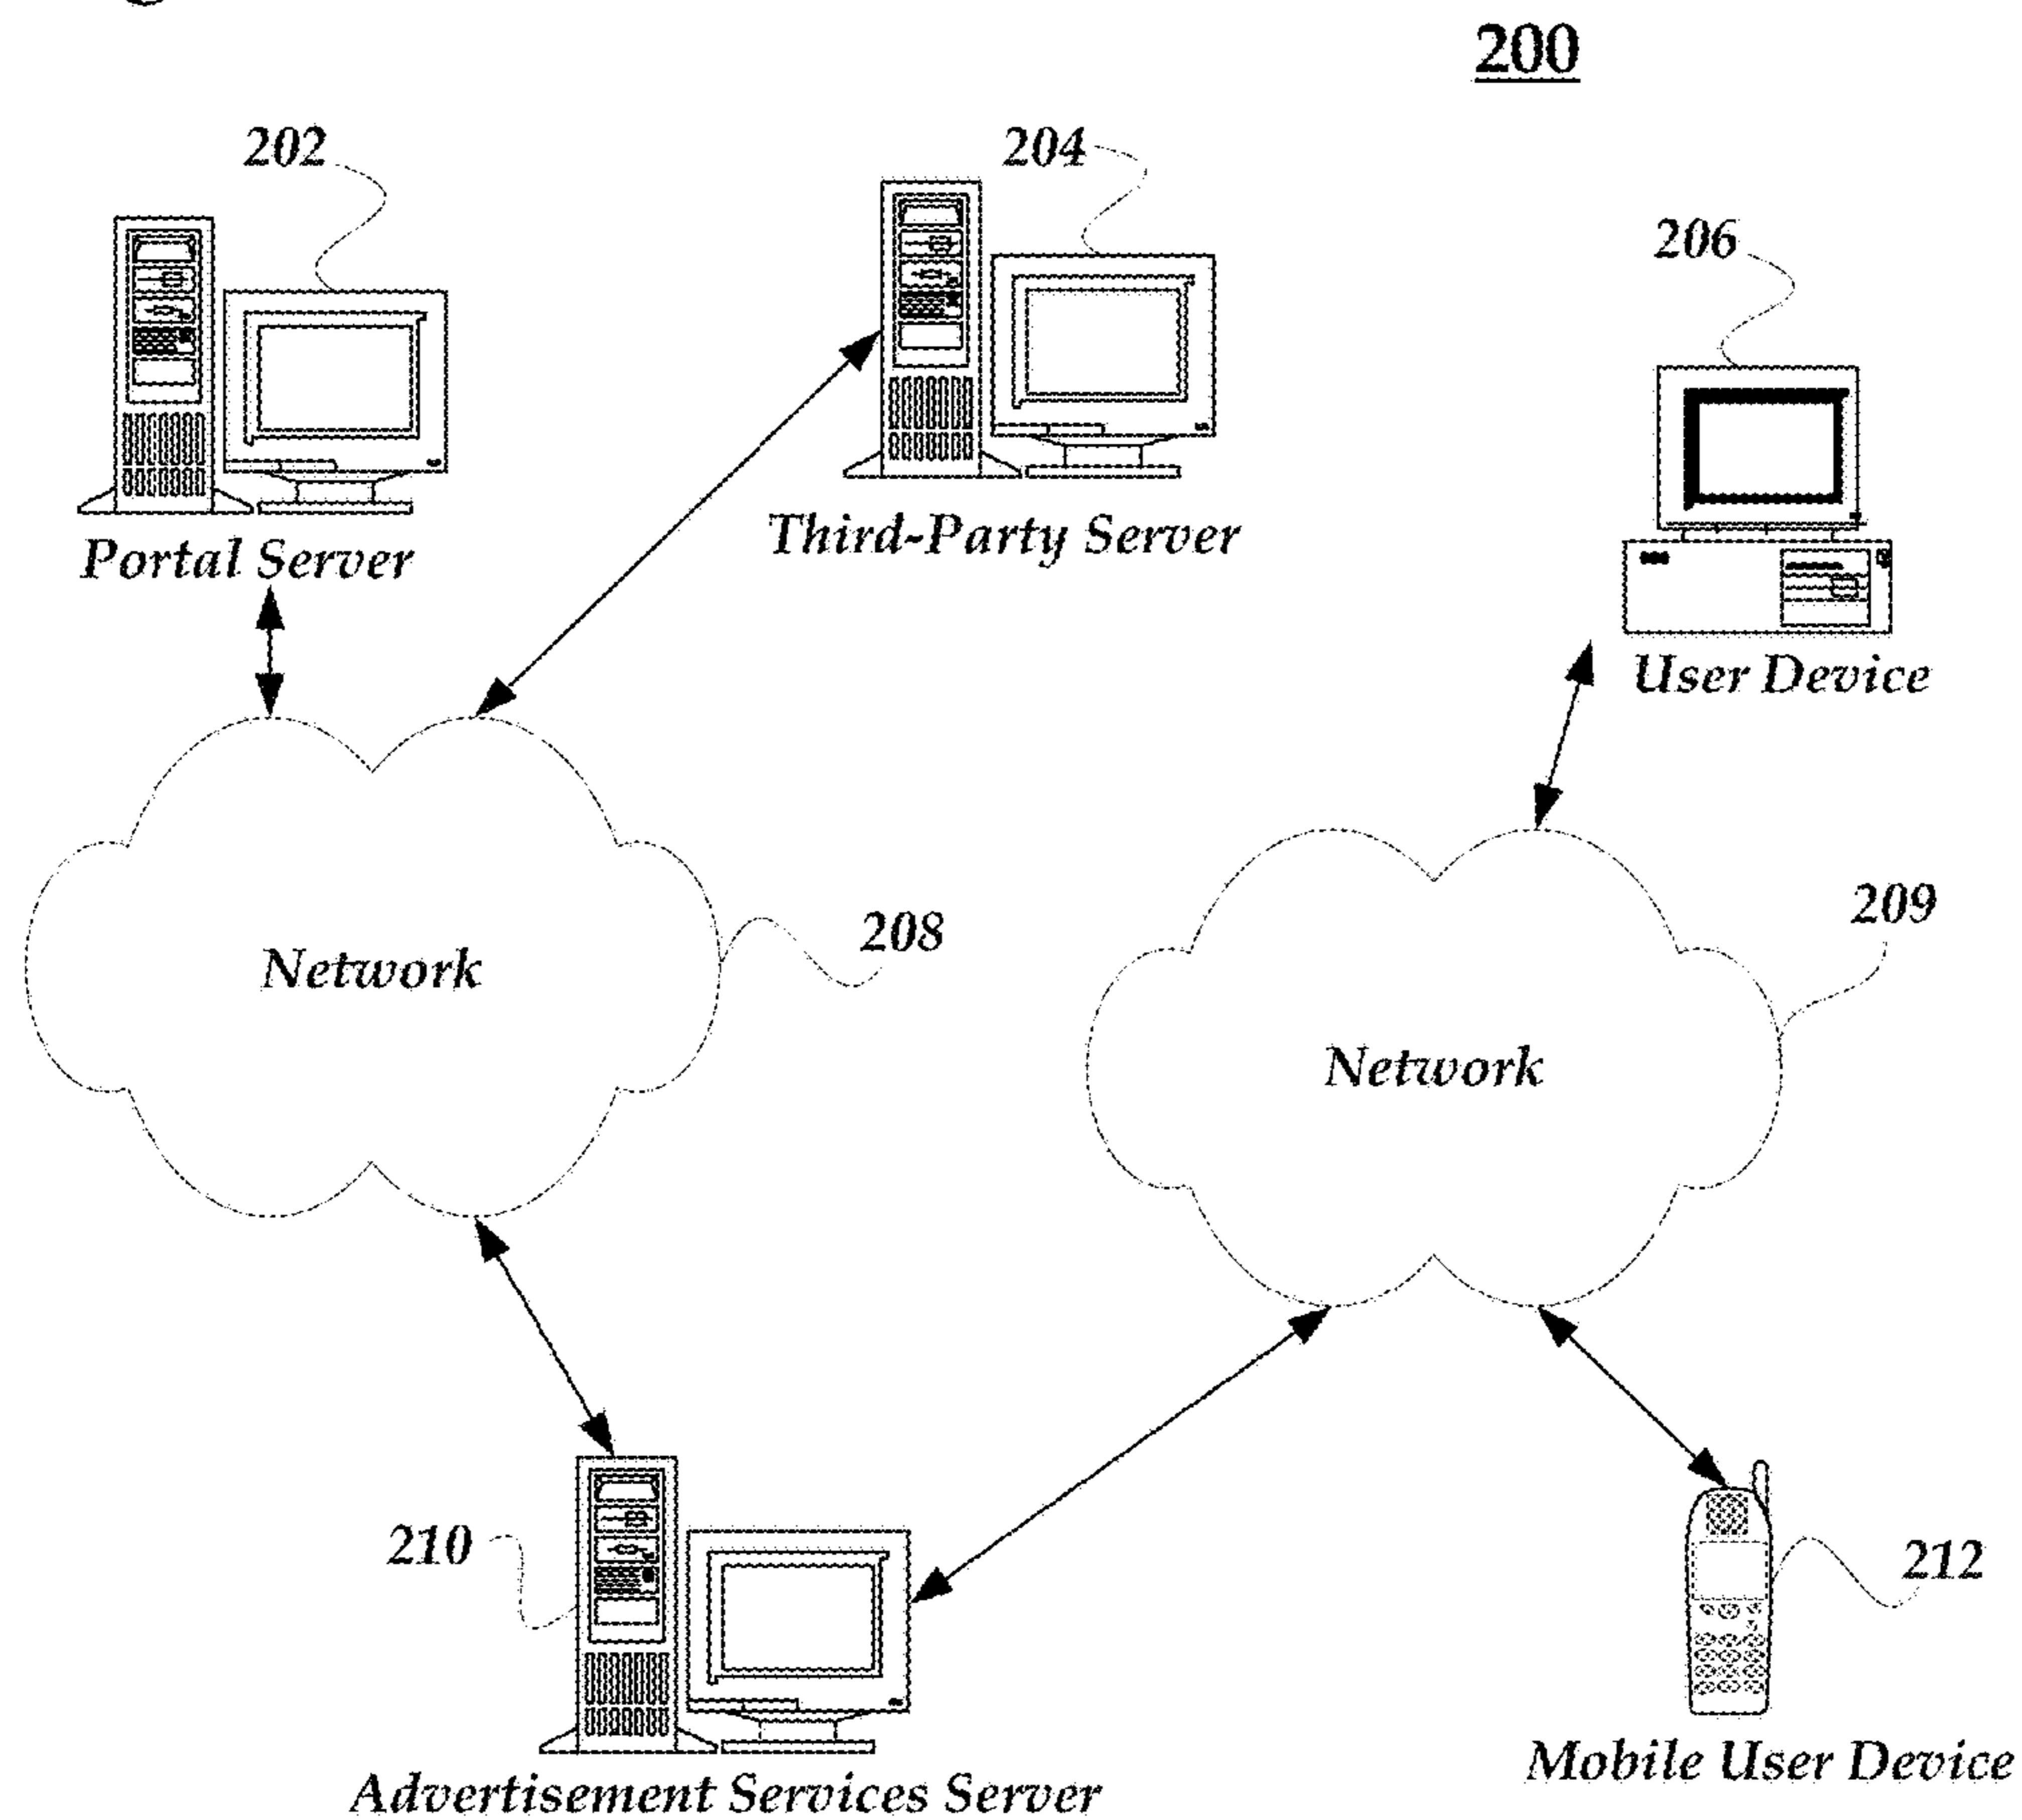 200
202
204
206
Portal Server
Third-Party Server
User Device
208
209
Network
Network
210
212
Advertisement Services Server
Mobile User Device